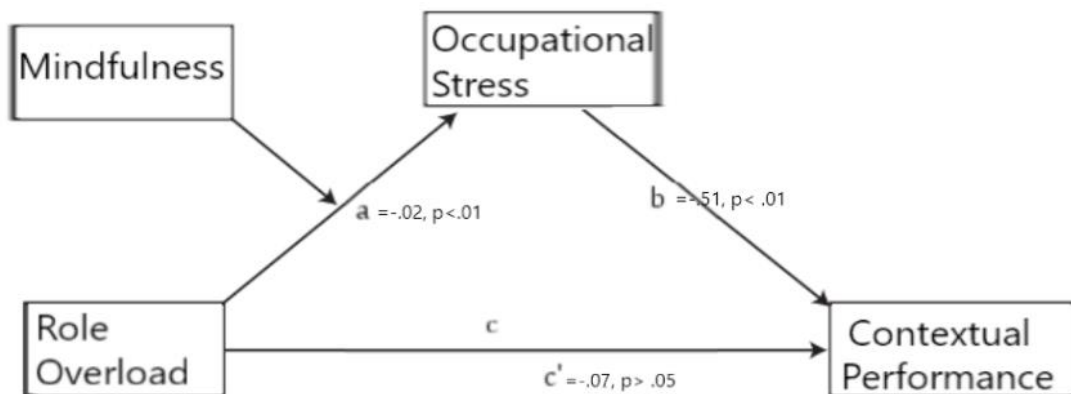 Mindfulness
Occupational
Stress
a =-.02, p<.01
b =-.51, p< .01
Role
Overload
c
c' =-.07, p> .05
Contextual
Performance